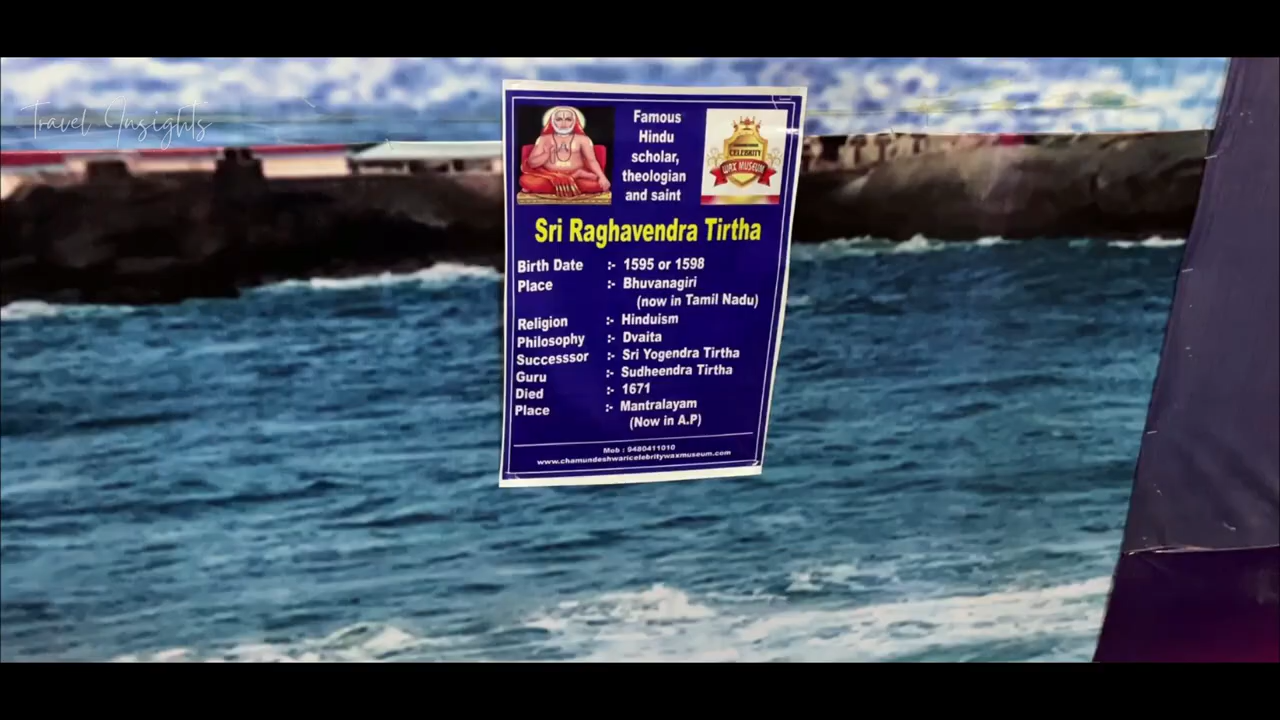 Travel Insights
Famous
Hindu
scholar,
theologian
and saint
CELEBRITY
WAX MUSEUM
Sri Raghavendra Tirtha
Birth Date :- 1595 or 1598
Place :- Bhuvanagiri
(now in Tamil Nadu)
Religion :- Hinduism
Philosophy :- Dvaita
Successsor :- Sri Yogendra Tirtha
Guru :- Sudheendra Tirtha
Died :- 1671
Place :- Mantralayam
(Now in A.P)
Mob : 9480411010
www.chamundeshwaricelebritywaxmuseum.com